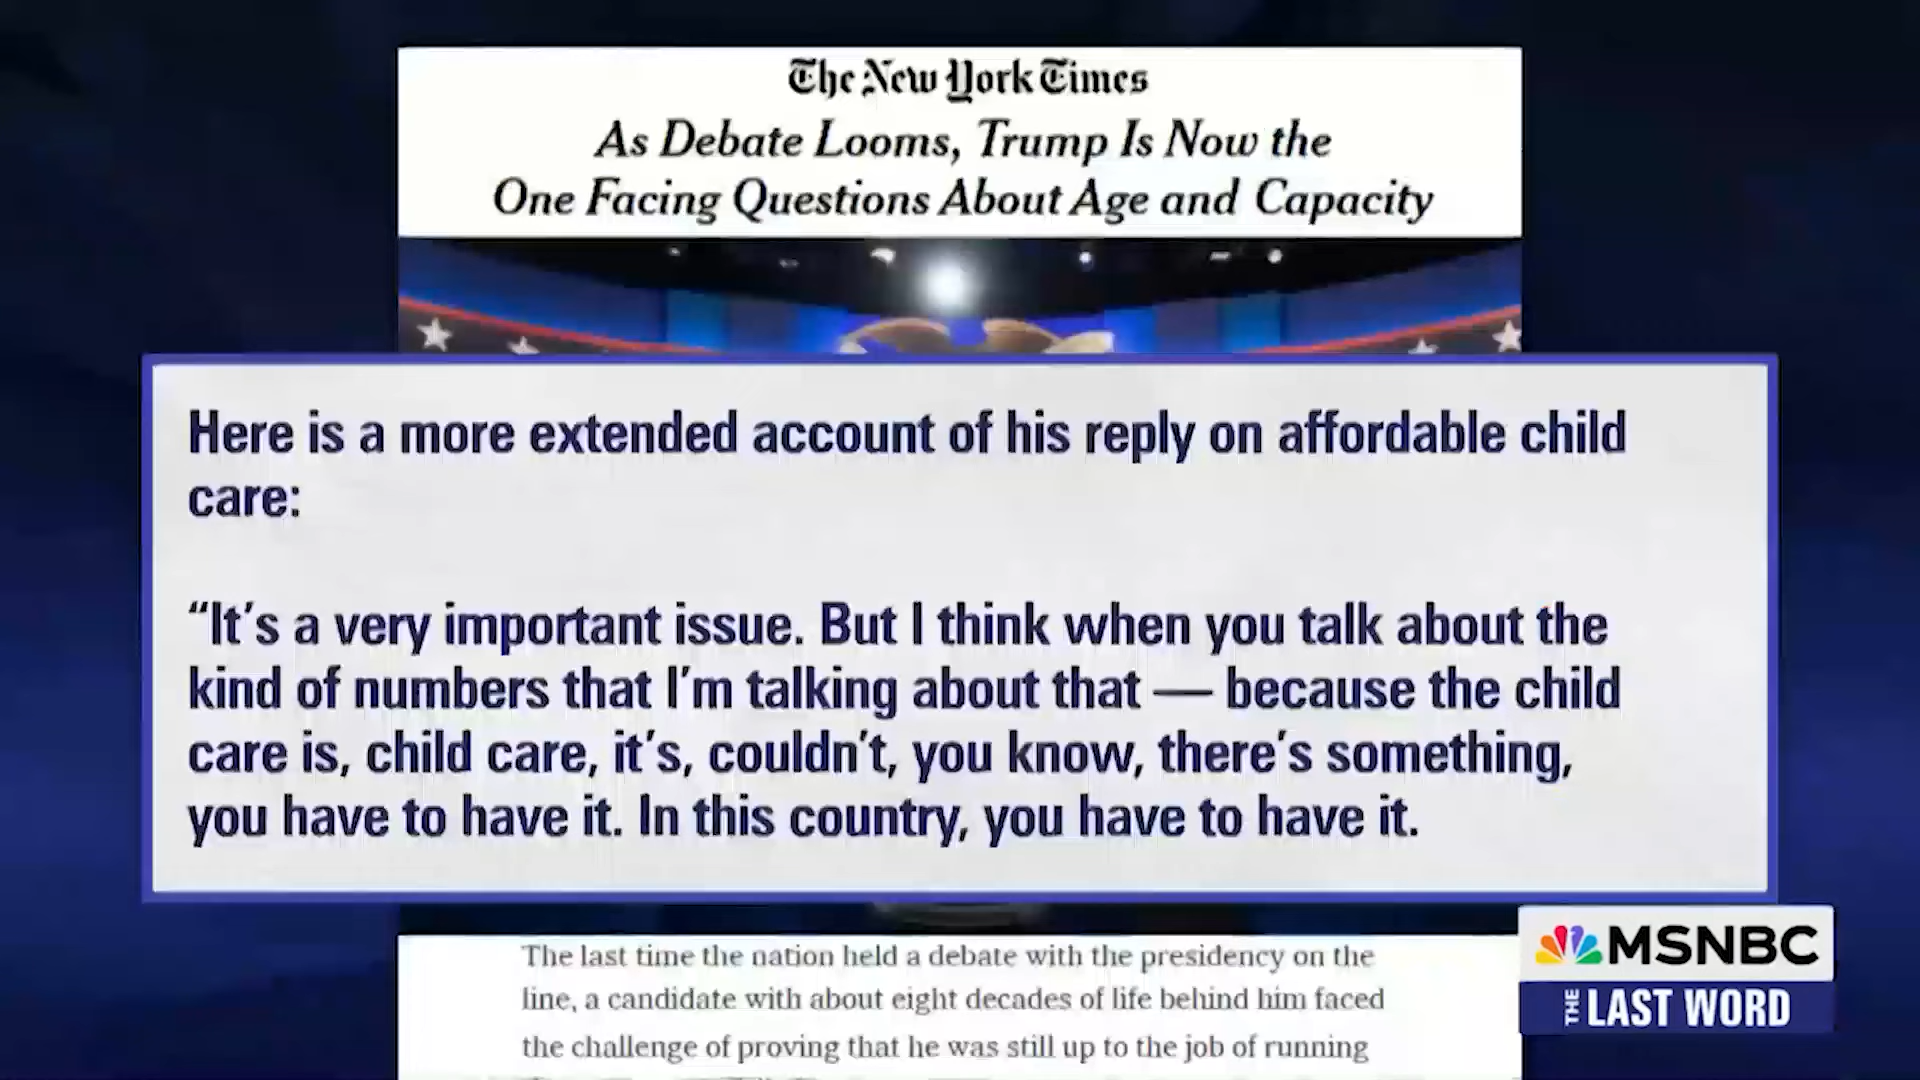 The New York Times
As Debate Looms, Trump Is Now the
One Facing Questions About Age and Capacity
Here is a more extended account of his reply on affordable child
care:
“It’s a very important issue. But I think when you talk about the
kind of numbers that I’m talking about that — because the child
care is, child care, it’s, couldn’t, you know, there’s something,
you have to have it. In this country, you have to have it.
The last time the nation held a debate with the presidency on the
line, a candidate with about eight decades of life behind him faced
the challenge of proving that he was still up to the job of running
MSNBC
THE LAST WORD